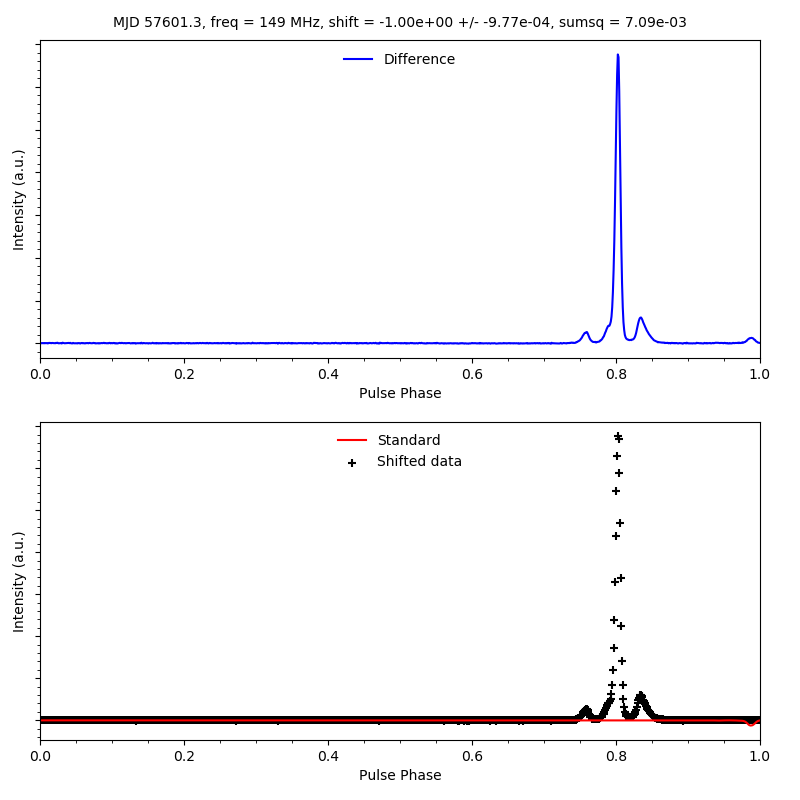 MJD 57601.3, freq = 149 MHz, shift = -1.00e+00 +/- -9.77e-04, sumsq = 7.09e-03
Difference
Intensity (a.u.)
0.0 0.2 0.4 0.6 0.8 1.0
Pulse Phase
Standard
Shifted data
Intensity (a.u.)
0.0 0.2 0.4 0.6 0.8 1.0
Pulse Phase